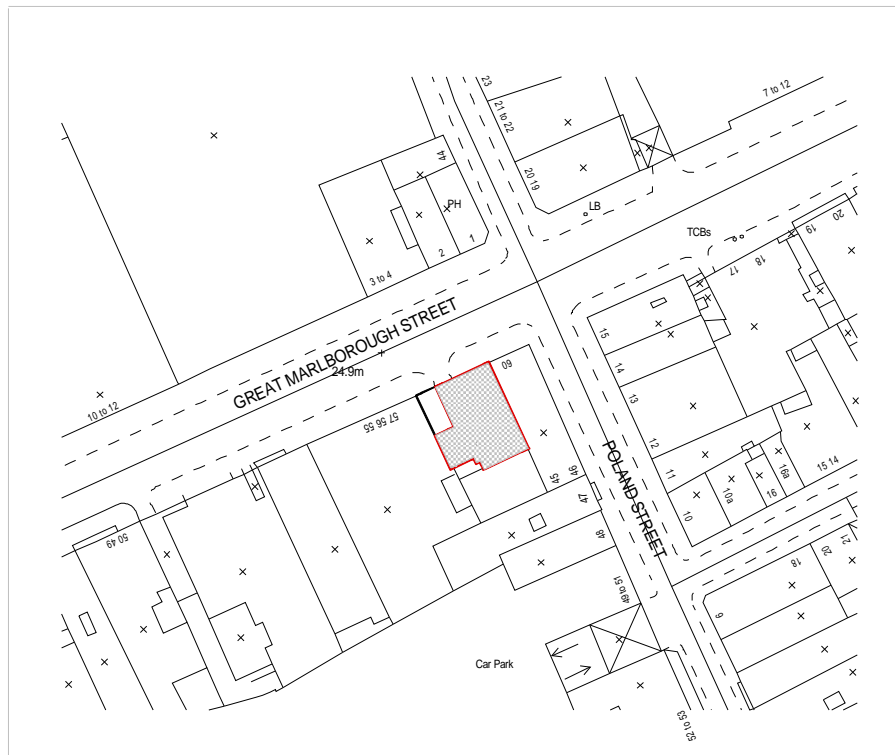 23
21 to 22
20 19
7 to 12
44
PH
1
2
3 to 4
LB
TCBs
20
19
18
17
GREAT MARLBOROUGH STREET
24.9m
10 to 12
60
57 56 55
15
14
13
12
11
10
10a
16
16a
15 14
POLAND STREET
46
45
47
48
49 to 51
50 49
21
20
18
9
Car Park
52 to 53